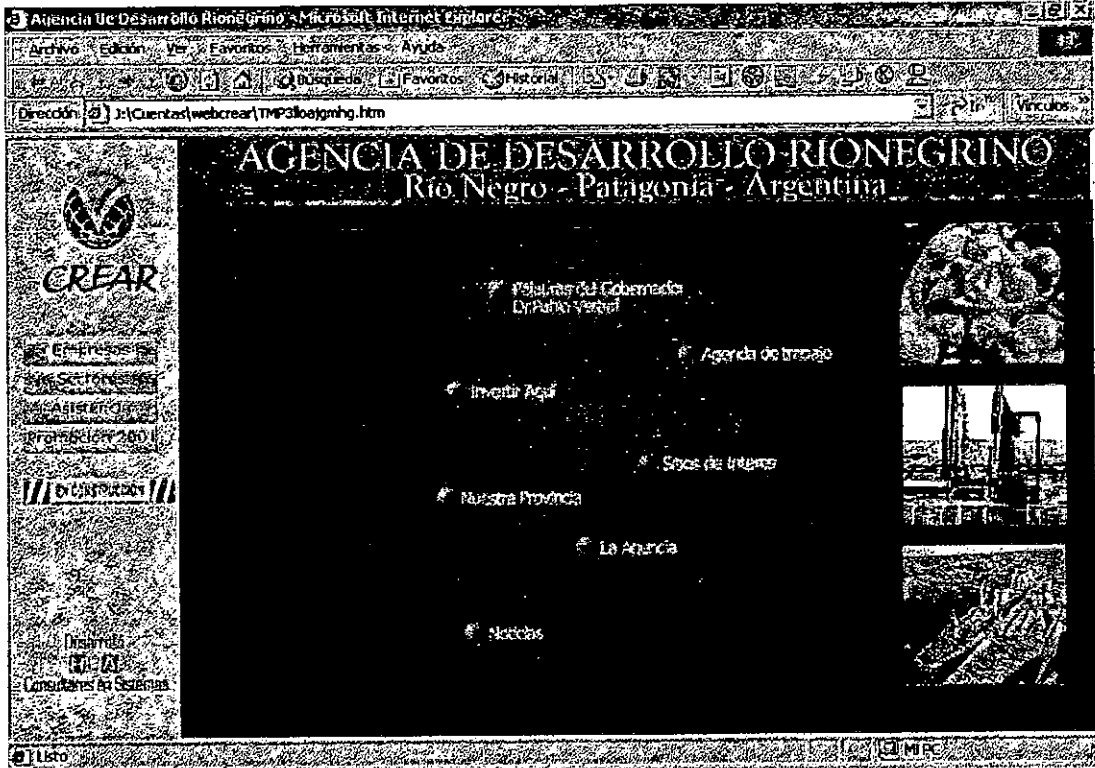 Agencia de Desarrollo Rionegrino - Microsoft Internet Explorer
Archivo Edición Ver Favoritos Herramientas Ayuda
Búsqueda Favoritos Historial
Dirección J:\Cuentas\webcrear\TMP3loajgmhg.htm Ir Vínculos »
AGENCIA DE DESARROLLO RIONEGRINO
Río Negro - Patagonia - Argentina
CREAR
Palabras del Gobernador
Dr. Pablo Verani
Empresas
Agenda de trabajo
Sectores
Invertir Aquí
Asistencia
Promoción 2001
Sitios de Interés
Nuestra Provincia
La Agencia
Noticias
Desarrollo
Consultores en Sistemas
Listo Mi PC